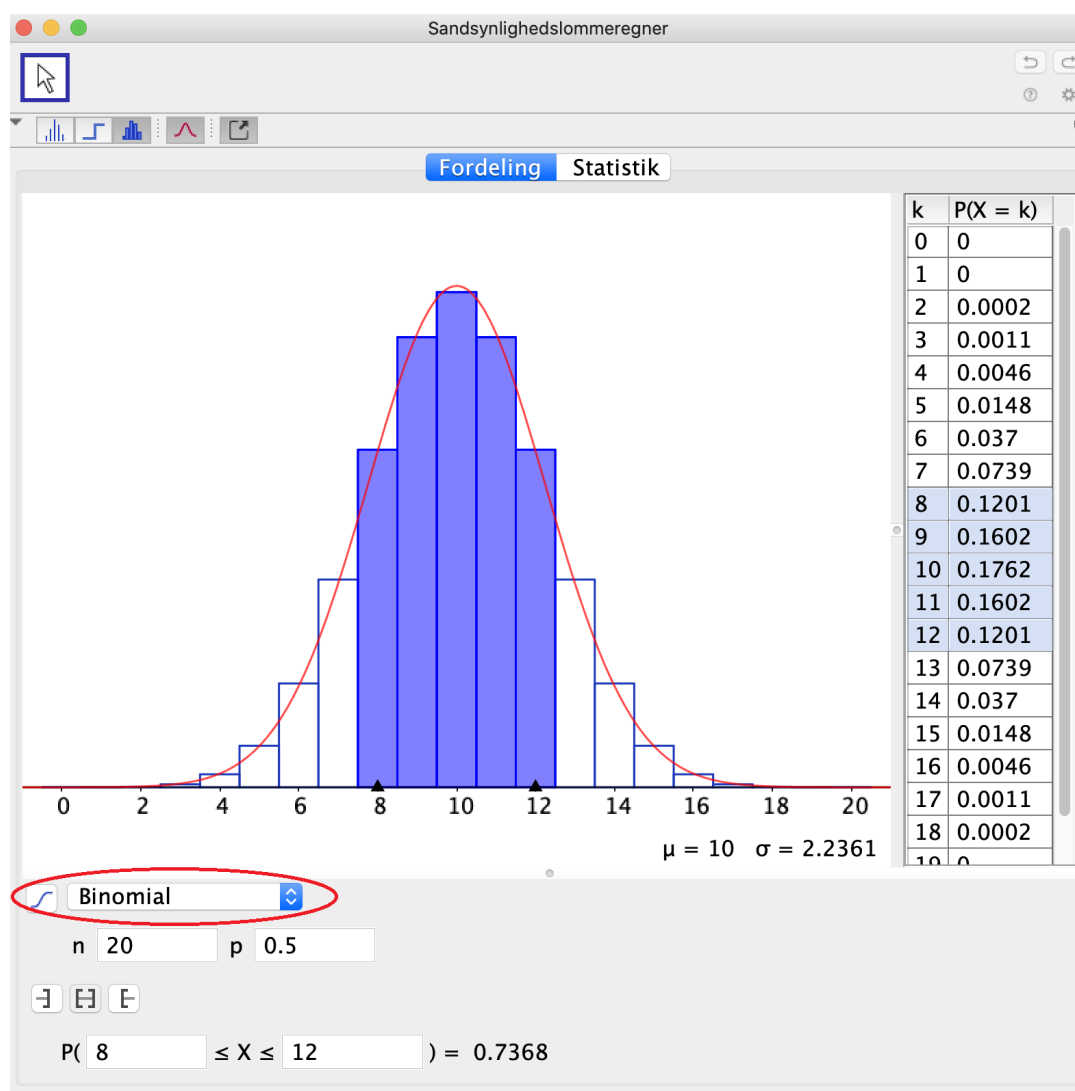 Sandsynlighedslommeregner
Fordeling Statistik
k P(X = k)
0 0
1 0
2 0.0002
3 0.0011
4 0.0046
5 0.0148
6 0.037
7 0.0739
8 0.1201
9 0.1602
10 0.1762
11 0.1602
12 0.1201
13 0.0739
14 0.037
15 0.0148
16 0.0046
17 0.0011
18 0.0002
19 0
0 2 4 6 8 10 12 14 16 18 20
μ = 10 σ = 2.2361
Binomial
n 20 p 0.5
P( 8 ≤ X ≤ 12 ) = 0.7368